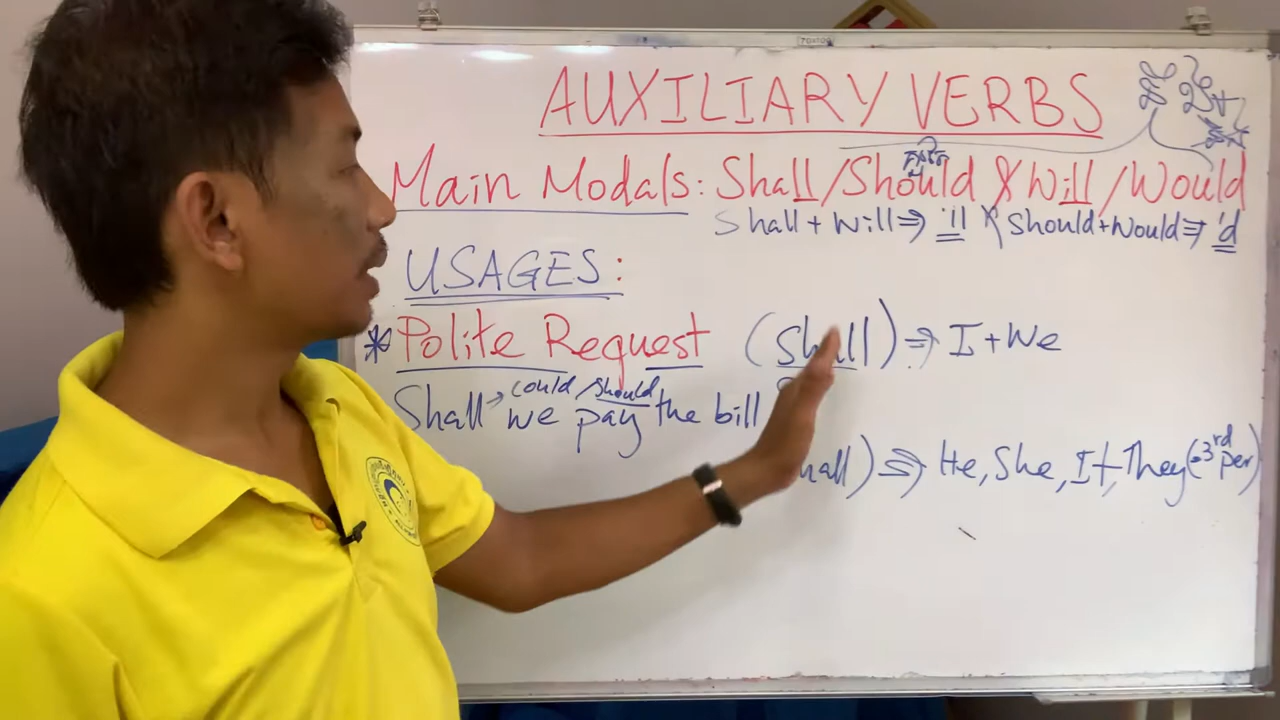 AUXILIARY VERBS
Main Modals: Shall/Should & Will/Would
Shall + Will ⇒ 'll & Should + Would ⇒ 'd
USAGES:
*Polite Request (Shall) ⇒ I + We
could/should
Shall → we pay the bill
hall) ⇒ He, She, It, They (=3rd per)